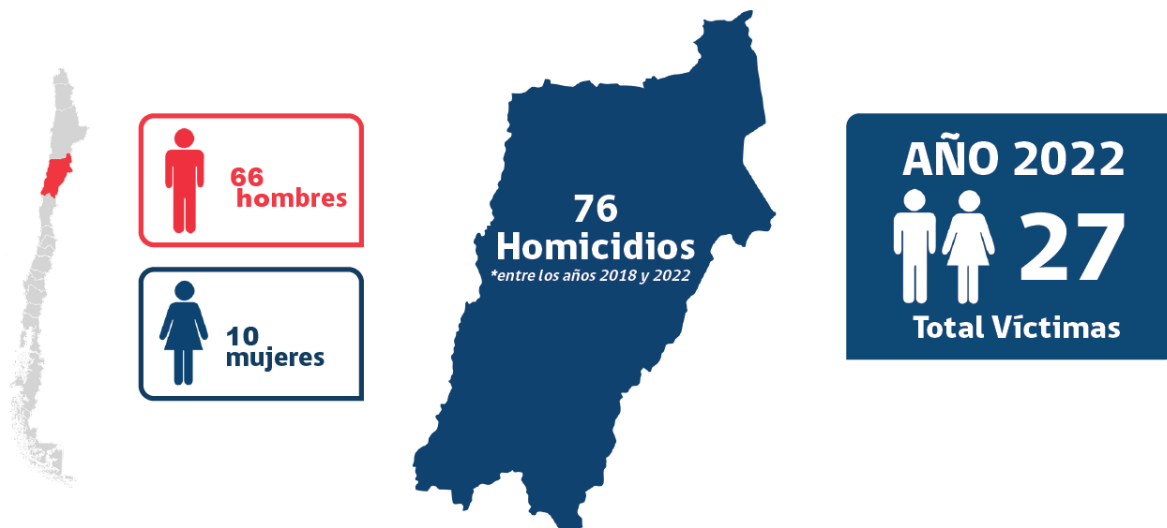 66
hombres
10
mujeres
76
Homicidios
*entre los años 2018 y 2022
AÑO 2022
27
Total Víctimas